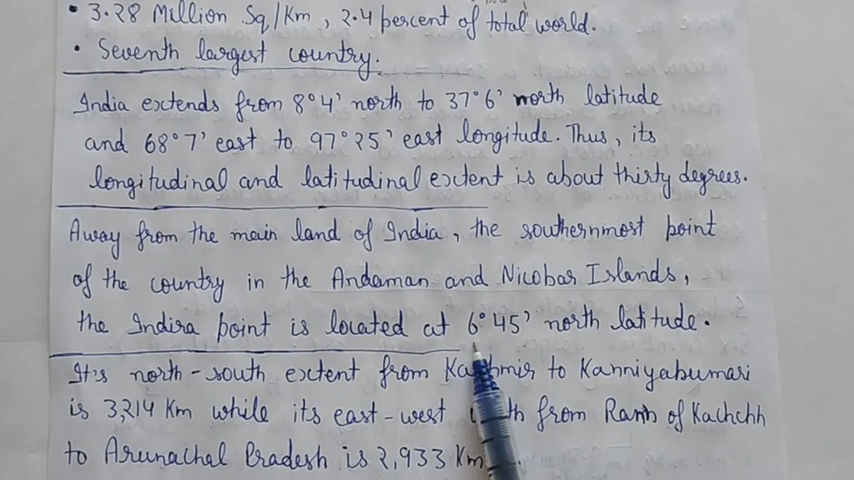 • 3.28 Million Sq/Km, 2.4 percent of total world.
• Seventh largest country.
India extends from 8°4' north to 37°6' north latitude
and 68°7' east to 97°25' east longitude. Thus, its
longitudinal and latitudinal extent is about thirty degrees.
Away from the main land of India, the southernmost point
of the country in the Andaman and Nicobar Islands,
the Indira point is located at 6°45' north latitude.
It's north-south extent from Kashmir to Kanniyakumari
is 3,214 Km while its east-west from Rann of Kachchh
to Arunachal Pradesh is 2,933 Km